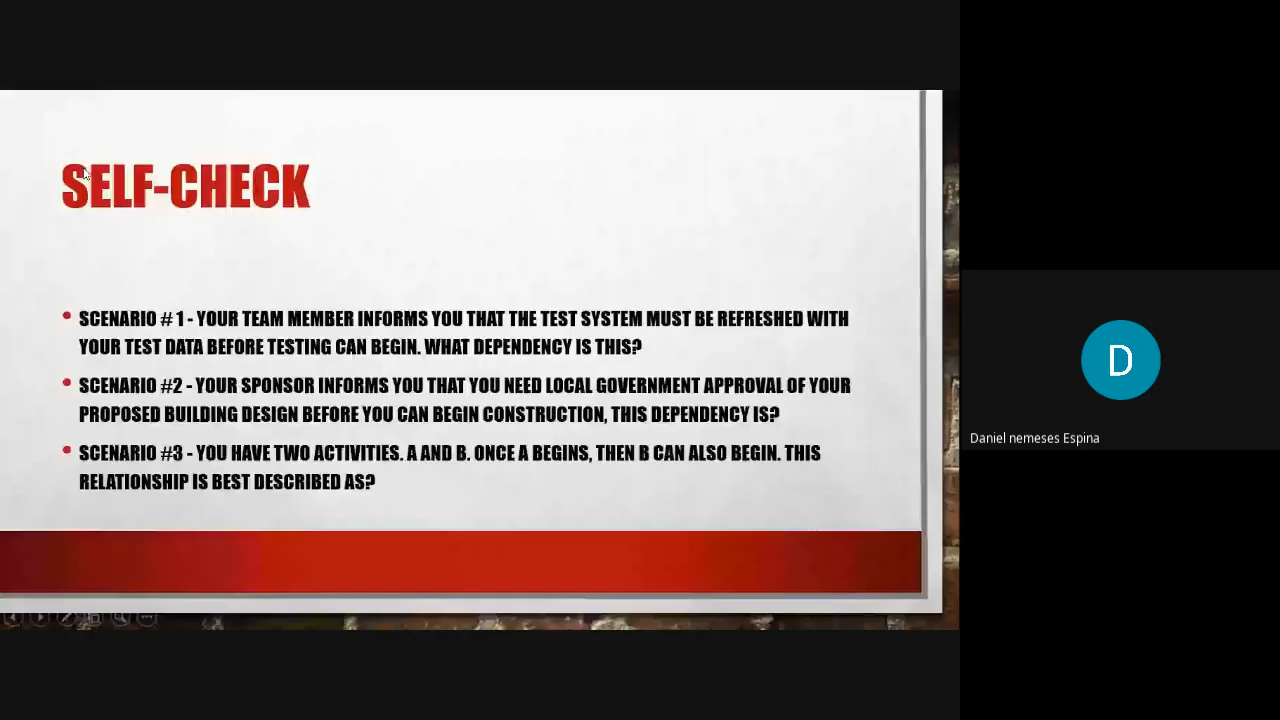 SELF-CHECK
• SCENARIO # 1 - YOUR TEAM MEMBER INFORMS YOU THAT THE TEST SYSTEM MUST BE REFRESHED WITH
YOUR TEST DATA BEFORE TESTING CAN BEGIN. WHAT DEPENDENCY IS THIS?
• SCENARIO #2 - YOUR SPONSOR INFORMS YOU THAT YOU NEED LOCAL GOVERNMENT APPROVAL OF YOUR
PROPOSED BUILDING DESIGN BEFORE YOU CAN BEGIN CONSTRUCTION, THIS DEPENDENCY IS?
• SCENARIO #3 - YOU HAVE TWO ACTIVITIES. A AND B. ONCE A BEGINS, THEN B CAN ALSO BEGIN. THIS
RELATIONSHIP IS BEST DESCRIBED AS?
D
Daniel nemeses Espina